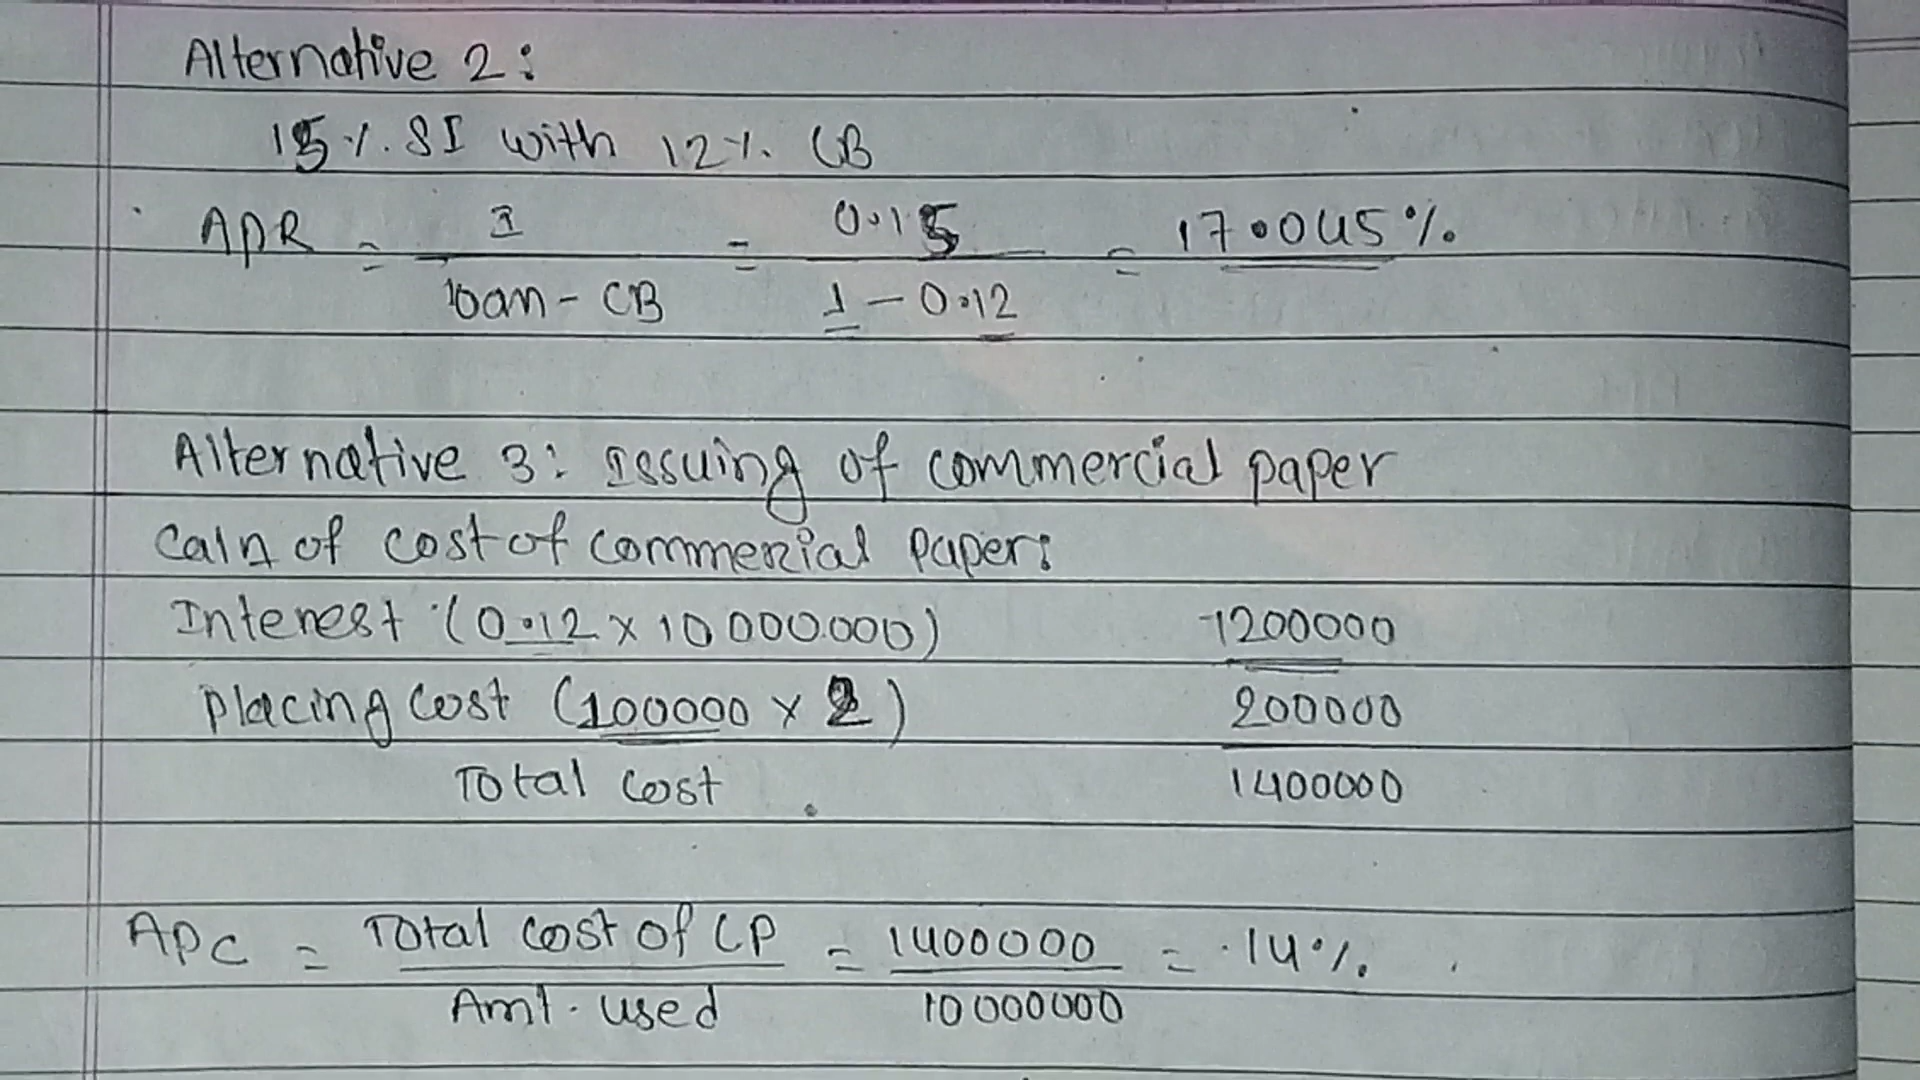 Alternative 2:
15%. SI with 12%. CB
APR = I / loan - CB = 0.15 / 1 - 0.12 = 17.045%.
Alternative 3: Issuing of commercial paper
Caln of cost of commercial paper:
Interest (0.12 x 10000000) 1200000
placing cost (100000 x 2) 200000
Total cost 1400000
APC = Total cost of CP / Amt. used = 1400000 / 10000000 = 14%.